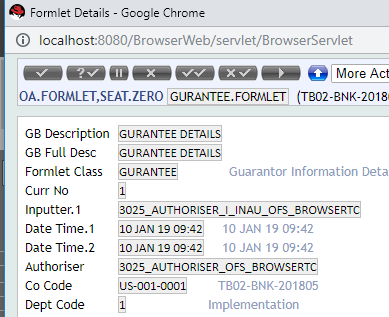 Formlet Details - Google Chrome
localhost:8080/BrowserWeb/servlet/BrowserServlet
More Act
OA.FORMLET,SEAT.ZERO GURANTEE.FORMLET (TB02-BNK-2018
GB Description GURANTEE DETAILS
GB Full Desc GURANTEE DETAILS
Formlet Class GURANTEE Guarantor Information Deta
Curr No 1
Inputter.1 3025_AUTHORISER_I_INAU_OFS_BROWSERTC
Date Time.1 10 JAN 19 09:42 10 JAN 19 09:42
Date Time.2 10 JAN 19 09:42 10 JAN 19 09:42
Authoriser 3025_AUTHORISER_OFS_BROWSERTC
Co Code US-001-0001 TB02-BNK-201805
Dept Code 1 Implementation